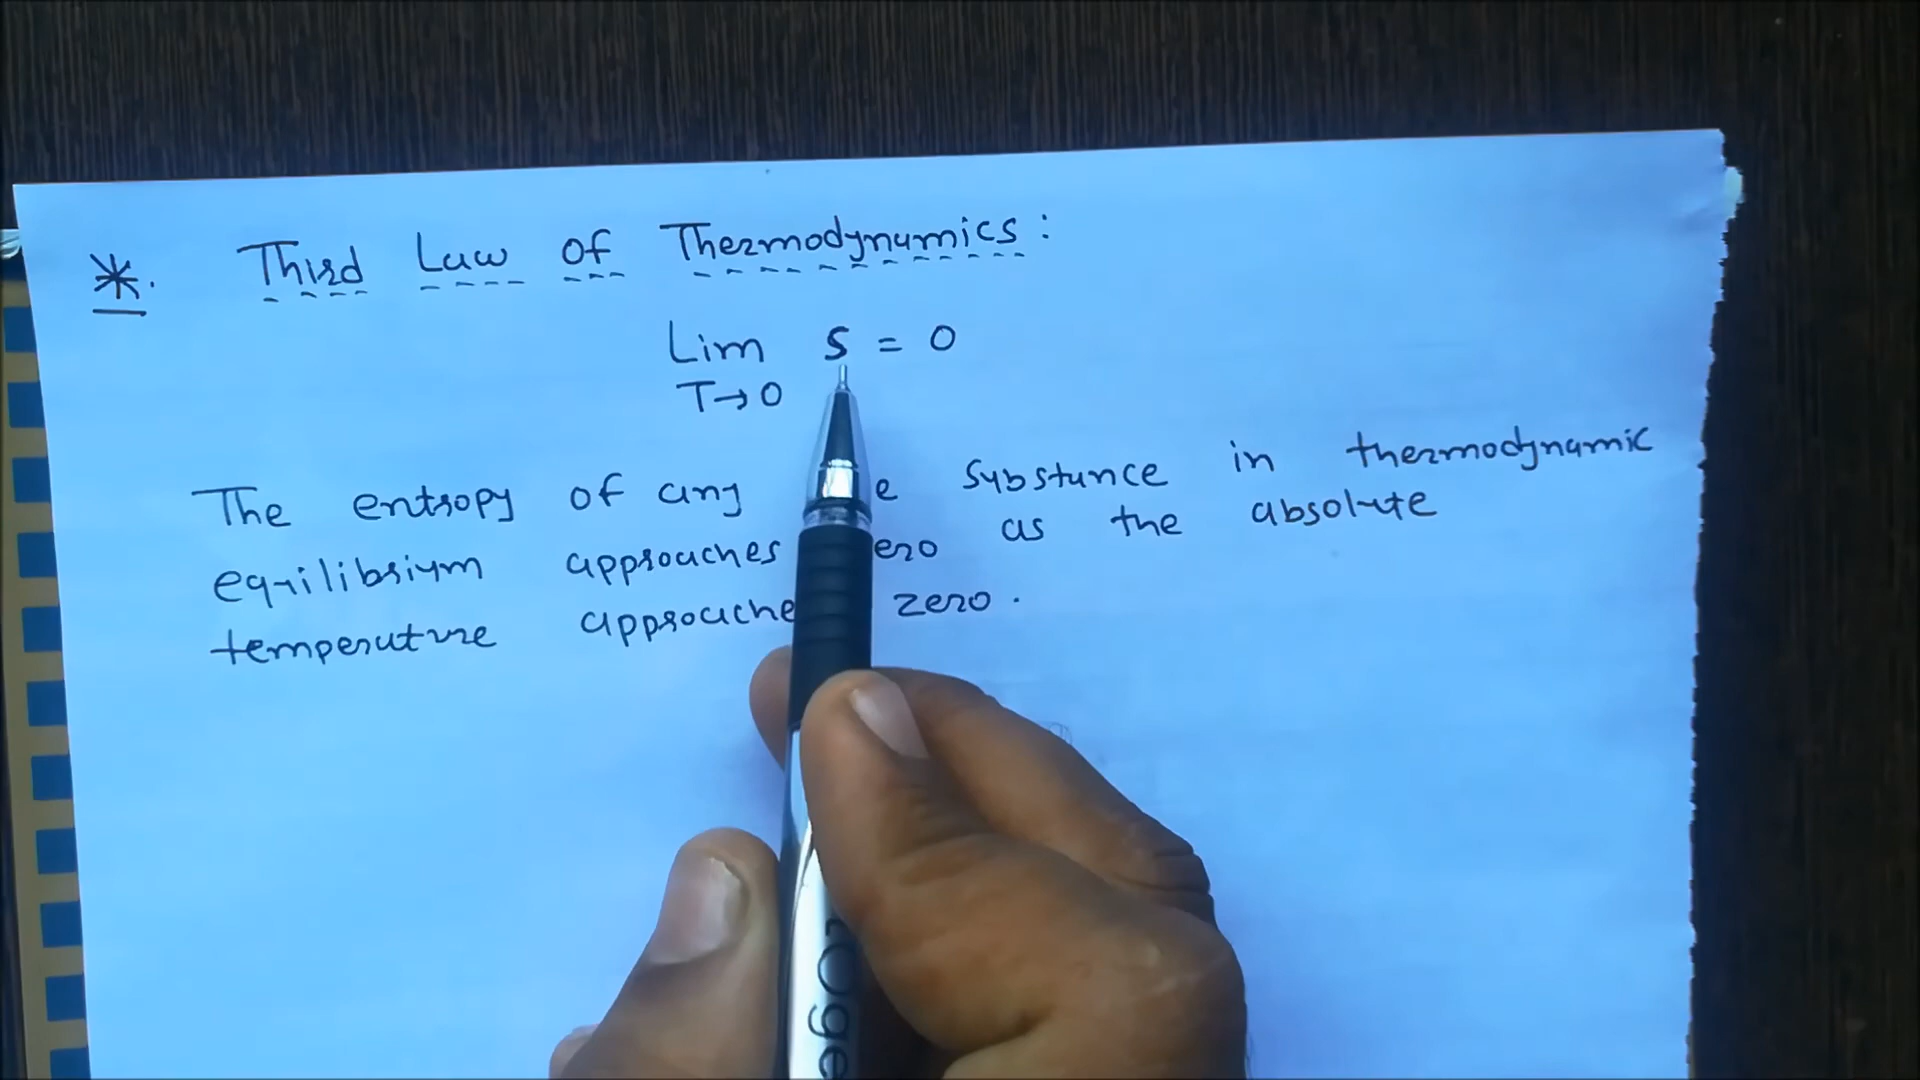 *. Third Law of Thermodynamics:
Lim S = 0
T→0
The entropy of any substance in thermodynamic
equilibrium approaches as the absolute
temperature zero.